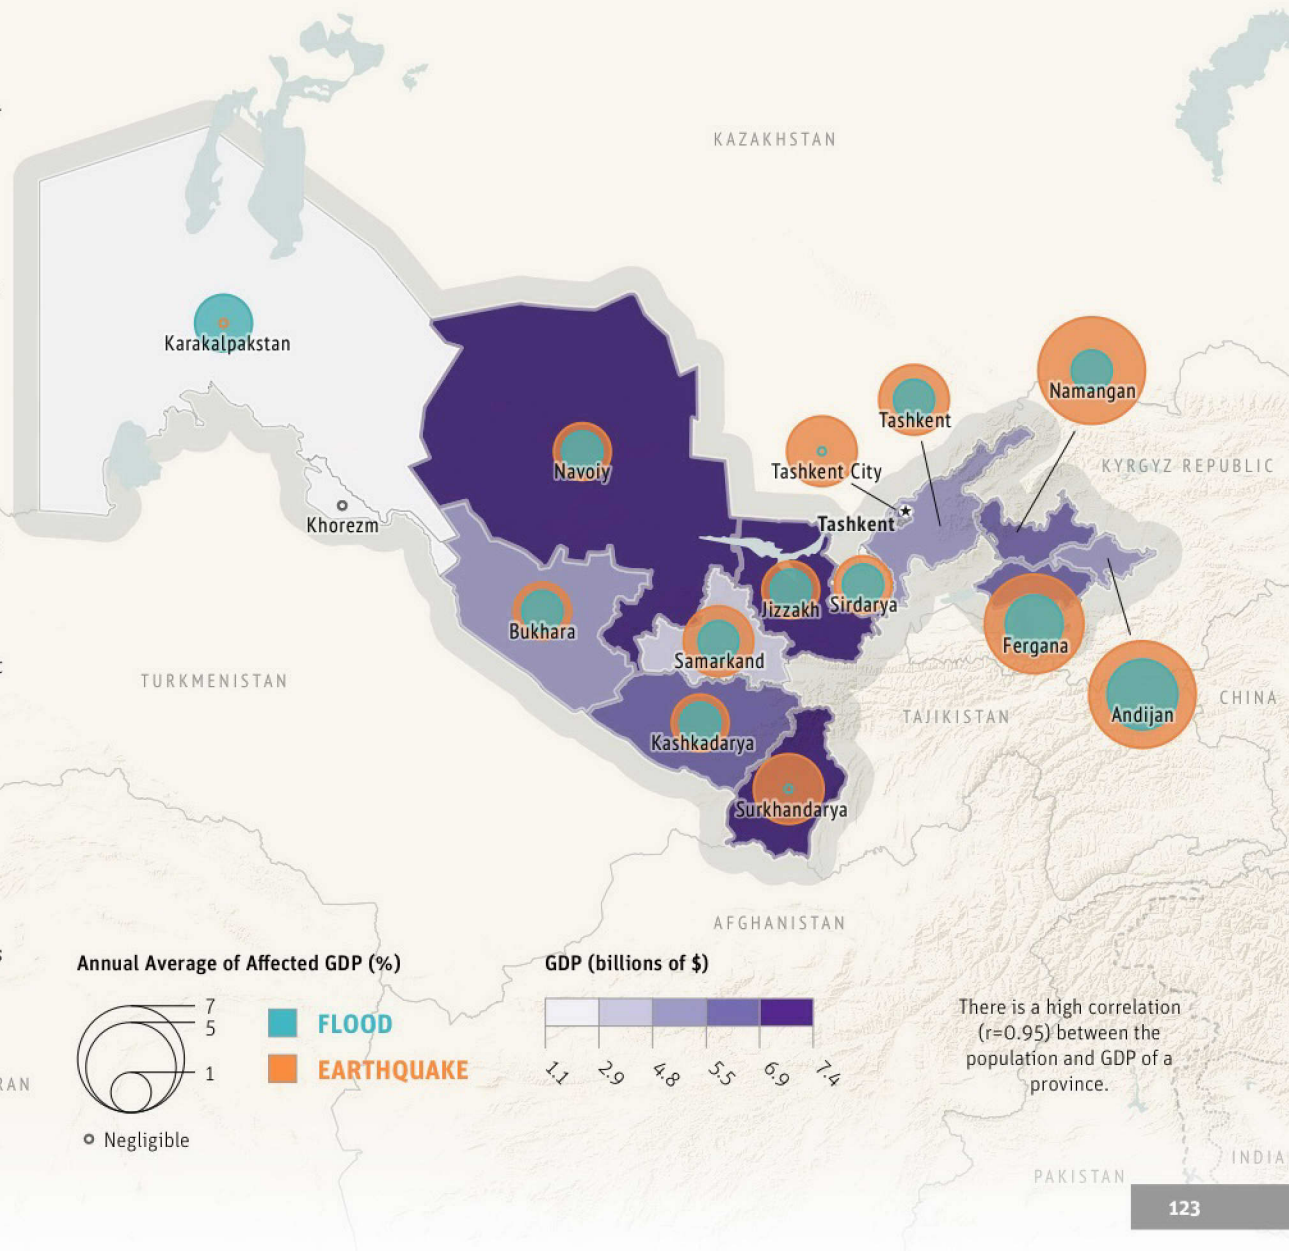 KAZAKHSTAN
Karakalpakstan
Namangan
Tashkent
KYRGYZ REPUBLIC
Navoiy
Tashkent City
Khorezm
Tashkent
Jizzakh
Sirdarya
Bukhara
Fergana
Samarkand
TURKMENISTAN
CHINA
TAJIKISTAN
Andijan
Kashkadarya
Surkhandarya
AFGHANISTAN
Annual Average of Affected GDP (%)
7
5
1
Negligible
FLOOD
EARTHQUAKE
GDP (billions of $)
1.1
2.9
4.8
5.5
6.9
7.4
There is a high correlation
(r=0.95) between the
population and GDP of a
province.
INDIA
PAKISTAN
123